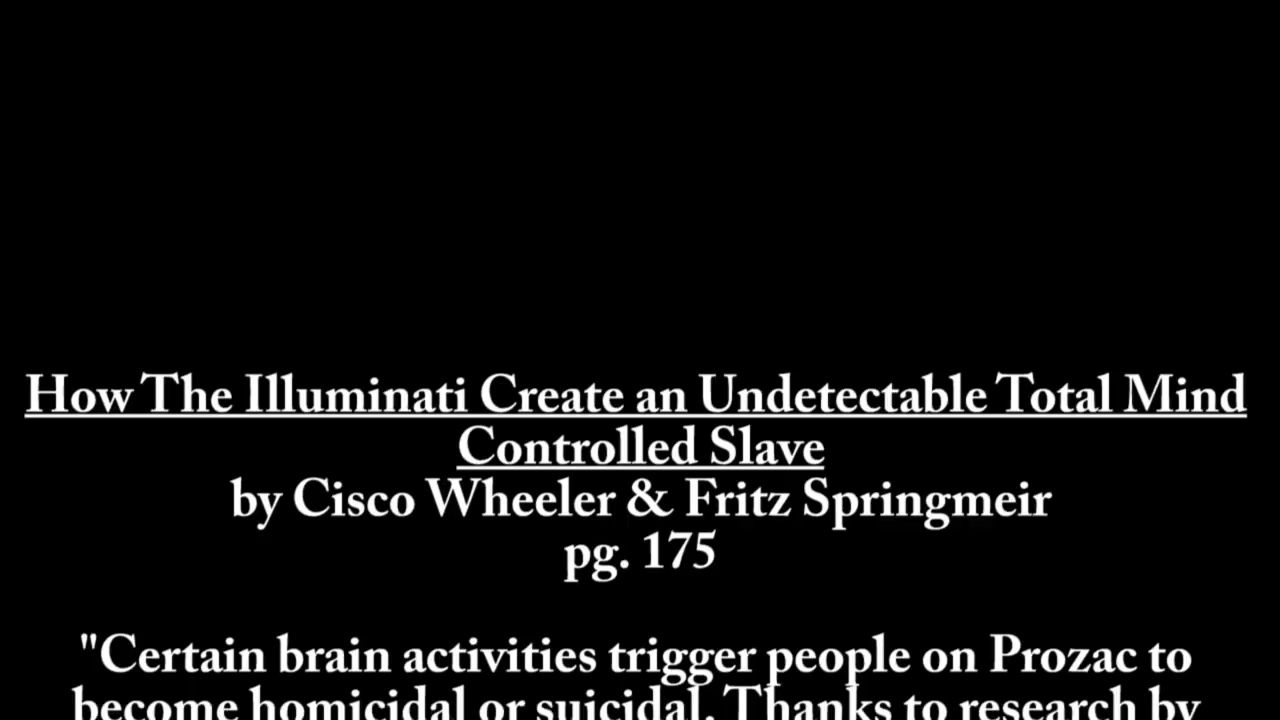 How The Illuminati Create an Undetectable Total Mind
Controlled Slave
by Cisco Wheeler & Fritz Springmeir
pg. 175
"Certain brain activities trigger people on Prozac to
become homicidal or suicidal. Thanks to research by